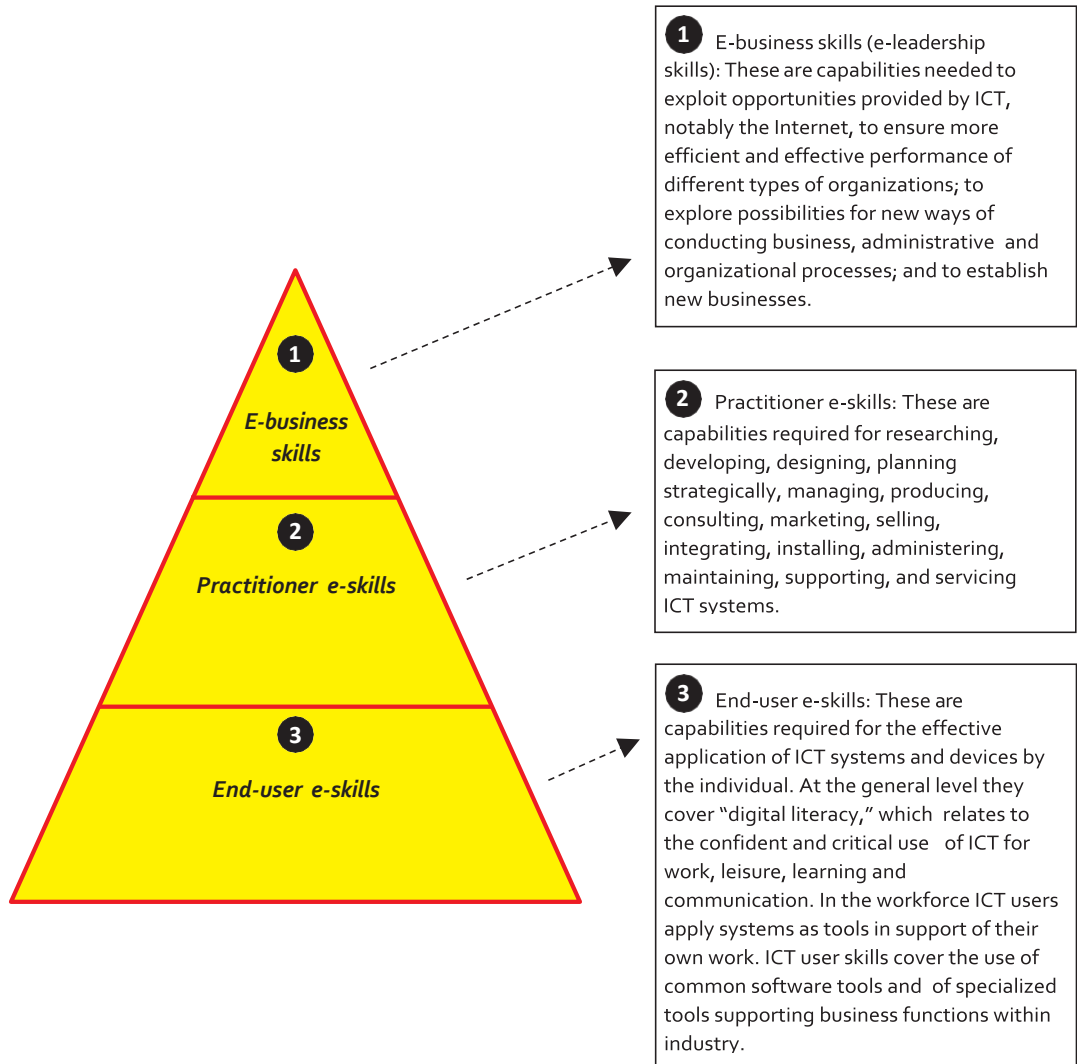 1 E-business skills (e-leadership
skills): These are capabilities needed to
exploit opportunities provided by ICT,
notably the Internet, to ensure more
efficient and effective performance of
different types of organizations; to
explore possibilities for new ways of
conducting business, administrative and
organizational processes; and to establish
new businesses.
1
E-business
skills
2 Practitioner e-skills: These are
capabilities required for researching,
developing, designing, planning
strategically, managing, producing,
consulting, marketing, selling,
integrating, installing, administering,
maintaining, supporting, and servicing
ICT systems.
2
Practitioner e-skills
3 End-user e-skills: These are
capabilities required for the effective
application of ICT systems and devices by
the individual. At the general level they
cover “digital literacy,” which relates to
the confident and critical use of ICT for
work, leisure, learning and
communication. In the workforce ICT users
apply systems as tools in support of their
own work. ICT user skills cover the use of
common software tools and of specialized
tools supporting business functions within
industry.
3
End-user e-skills